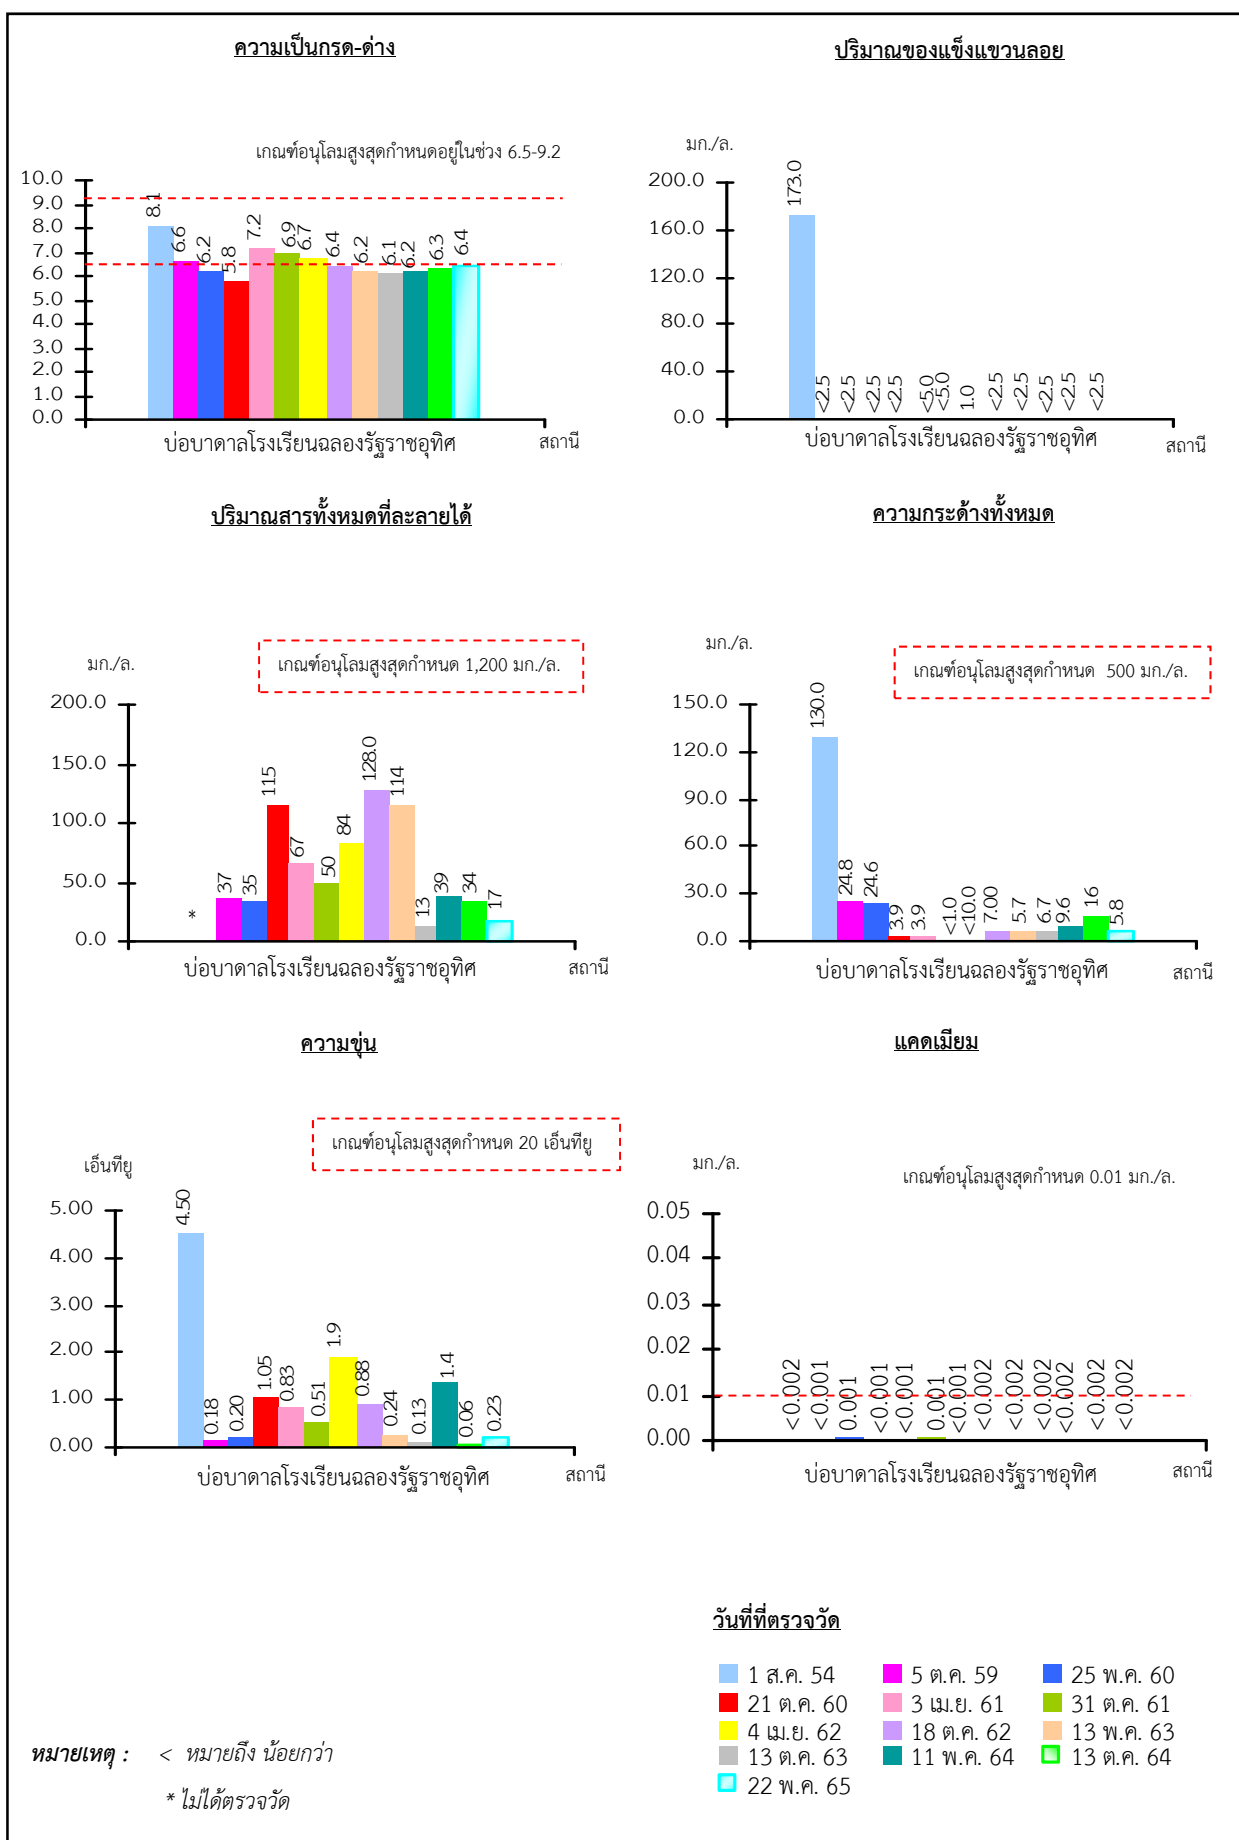 ความเป็นกรด-ด่าง
เกณฑ์อนุโลมสูงสุดกำหนดอยู่ในช่วง 6.5-9.2
10.0
9.0
8.0
7.0
6.0
5.0
4.0
3.0
2.0
1.0
0.0
8.1
6.6
6.2
5.8
7.2
6.9
6.7
6.4
6.2
6.1
6.2
6.3
6.4
บ่อบาดาลโรงเรียนฉลองรัฐราชอุทิศ
สถานี
ปริมาณของแข็งแขวนลอย
มก./ล.
200.0
160.0
120.0
80.0
40.0
0.0
173.0
<2.5
<2.5
<2.5
<2.5
<5.0
<5.0
1.0
<2.5
<2.5
<2.5
<2.5
<2.5
บ่อบาดาลโรงเรียนฉลองรัฐราชอุทิศ
สถานี
ปริมาณสารทั้งหมดที่ละลายได้
มก./ล.
เกณฑ์อนุโลมสูงสุดกำหนด 1,200 มก./ล.
200.0
150.0
100.0
50.0
0.0
*
37
35
115
67
50
84
128.0
114
13
39
34
17
บ่อบาดาลโรงเรียนฉลองรัฐราชอุทิศ
สถานี
ความกระด้างทั้งหมด
มก./ล.
เกณฑ์อนุโลมสูงสุดกำหนด 500 มก./ล.
150.0
120.0
90.0
60.0
30.0
0.0
130.0
24.8
24.6
3.9
3.9
<1.0
<10.0
7.00
5.7
6.7
9.6
16
5.8
บ่อบาดาลโรงเรียนฉลองรัฐราชอุทิศ
สถานี
ความขุ่น
เอ็นทียู
เกณฑ์อนุโลมสูงสุดกำหนด 20 เอ็นทียู
5.00
4.00
3.00
2.00
1.00
0.00
4.50
0.18
0.20
1.05
0.83
0.51
1.9
0.88
0.24
0.13
1.4
0.06
0.23
บ่อบาดาลโรงเรียนฉลองรัฐราชอุทิศ
สถานี
แคดเมียม
มก./ล.
เกณฑ์อนุโลมสูงสุดกำหนด 0.01 มก./ล.
0.05
0.04
0.03
0.02
0.01
0.00
<0.002
<0.001
0.001
<0.001
<0.001
0.001
<0.001
<0.002
<0.002
<0.002
<0.002
<0.002
<0.002
บ่อบาดาลโรงเรียนฉลองรัฐราชอุทิศ
สถานี
วันที่ที่ตรวจวัด
1 ส.ค. 54
5 ต.ค. 59
25 พ.ค. 60
21 ต.ค. 60
3 เม.ย. 61
31 ต.ค. 61
4 เม.ย. 62
18 ต.ค. 62
13 พ.ค. 63
13 ต.ค. 63
11 พ.ค. 64
13 ต.ค. 64
22 พ.ค. 65
หมายเหตุ : < หมายถึง น้อยกว่า
* ไม่ได้ตรวจวัด